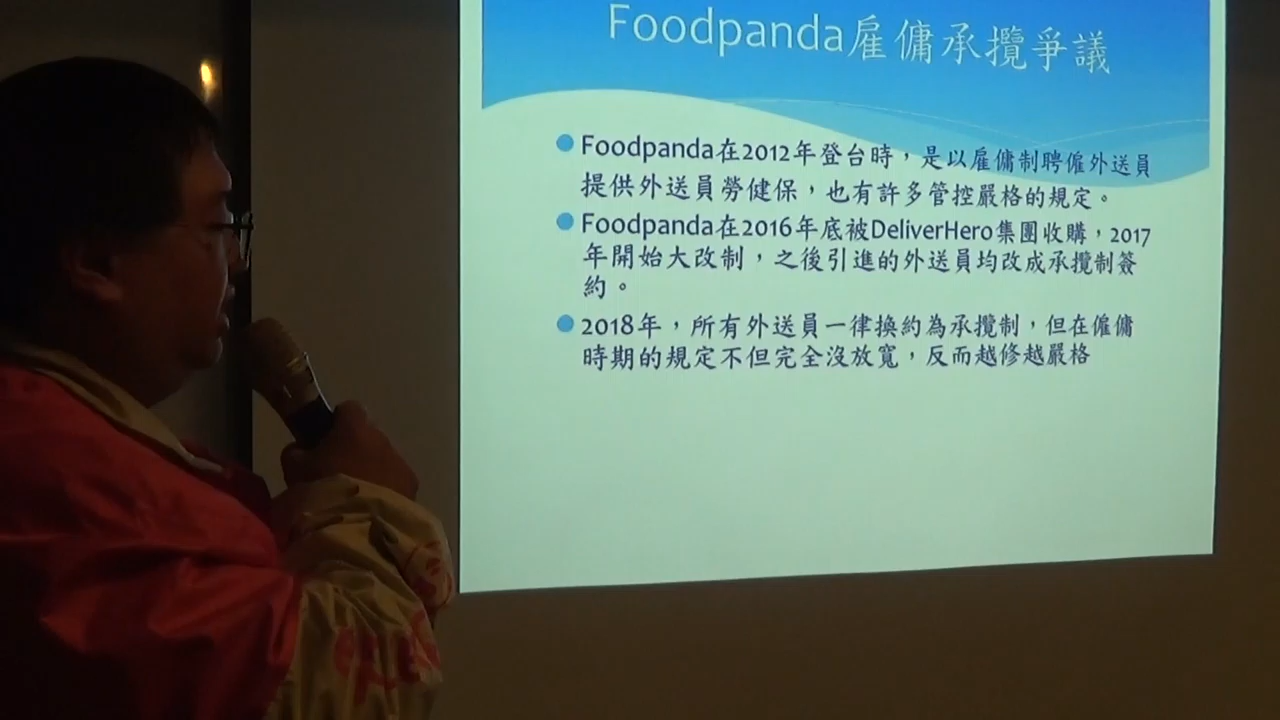 Foodpanda雇傭承攬爭議
Foodpanda在2012年登台時，是以雇傭制聘僱外送員
提供外送員勞健保，也有許多管控嚴格的規定。
Foodpanda在2016年底被DeliverHero集團收購，2017
年開始大改制，之後引進的外送員均改成承攬制簽
約。
2018年，所有外送員一律換約為承攬制，但在僱傭
時期的規定不但完全沒放寬，反而越修越嚴格